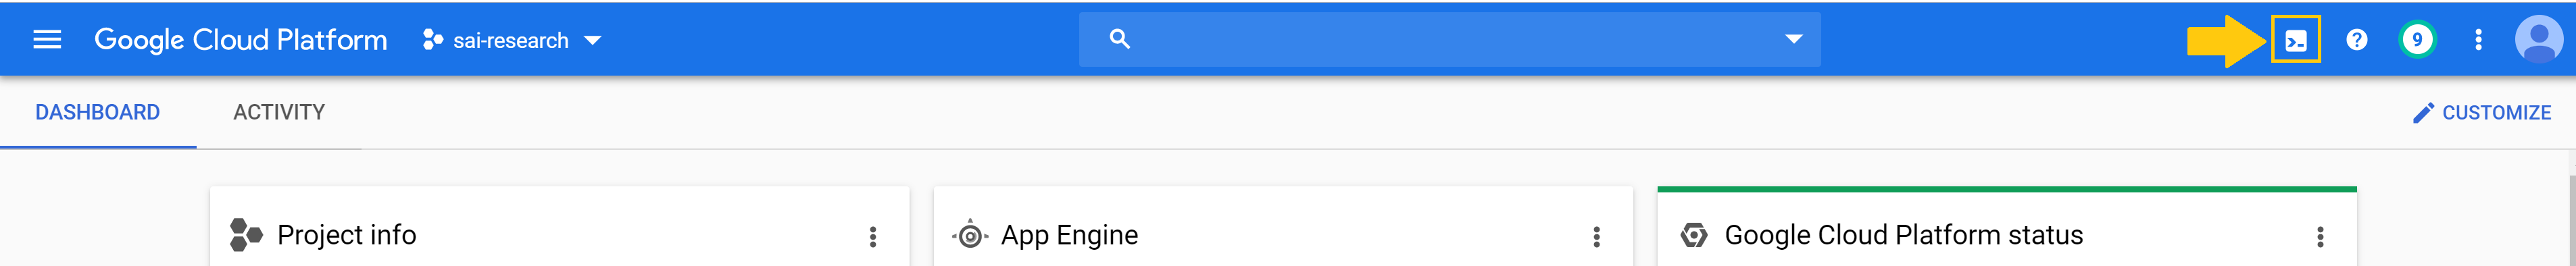 Google Cloud Platform sai-research 9
DASHBOARD ACTIVITY CUSTOMIZE
Project info App Engine Google Cloud Platform status